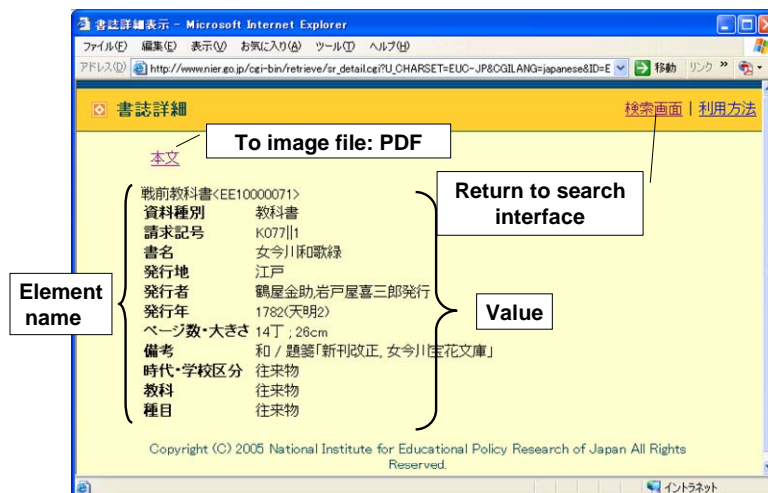 書誌詳細表示 - Microsoft Internet Explorer
ファイル(F) 編集(E) 表示(V) お気に入り(A) ツール(T) ヘルプ(H)
アドレス(D) http://www.nier.go.jp/cgi-bin/retrieve/sr_detail.cgi?U_CHARSET=EUC-JP&CGILANG=japanese&ID=E 移動 リンク »
書誌詳細 検索画面 | 利用方法
本文
To image file: PDF
Return to search
interface
戦前教科書<EE10000071>
資料種別 教科書
請求記号 K077||1
書名 女今川和歌緑
発行地 江戸
発行者 鶴屋金助,岩戸屋喜三郎発行
発行年 1782(天明2)
ページ数・大きさ 14丁 ; 26cm
備考 和 / 題簽「新刊改正, 女今川宝花文庫」
時代・学校区分 往来物
教科 往来物
種目 往来物
Element
name
Value
Copyright (C) 2005 National Institute for Educational Policy Research of Japan All Rights
Reserved.
イントラネット